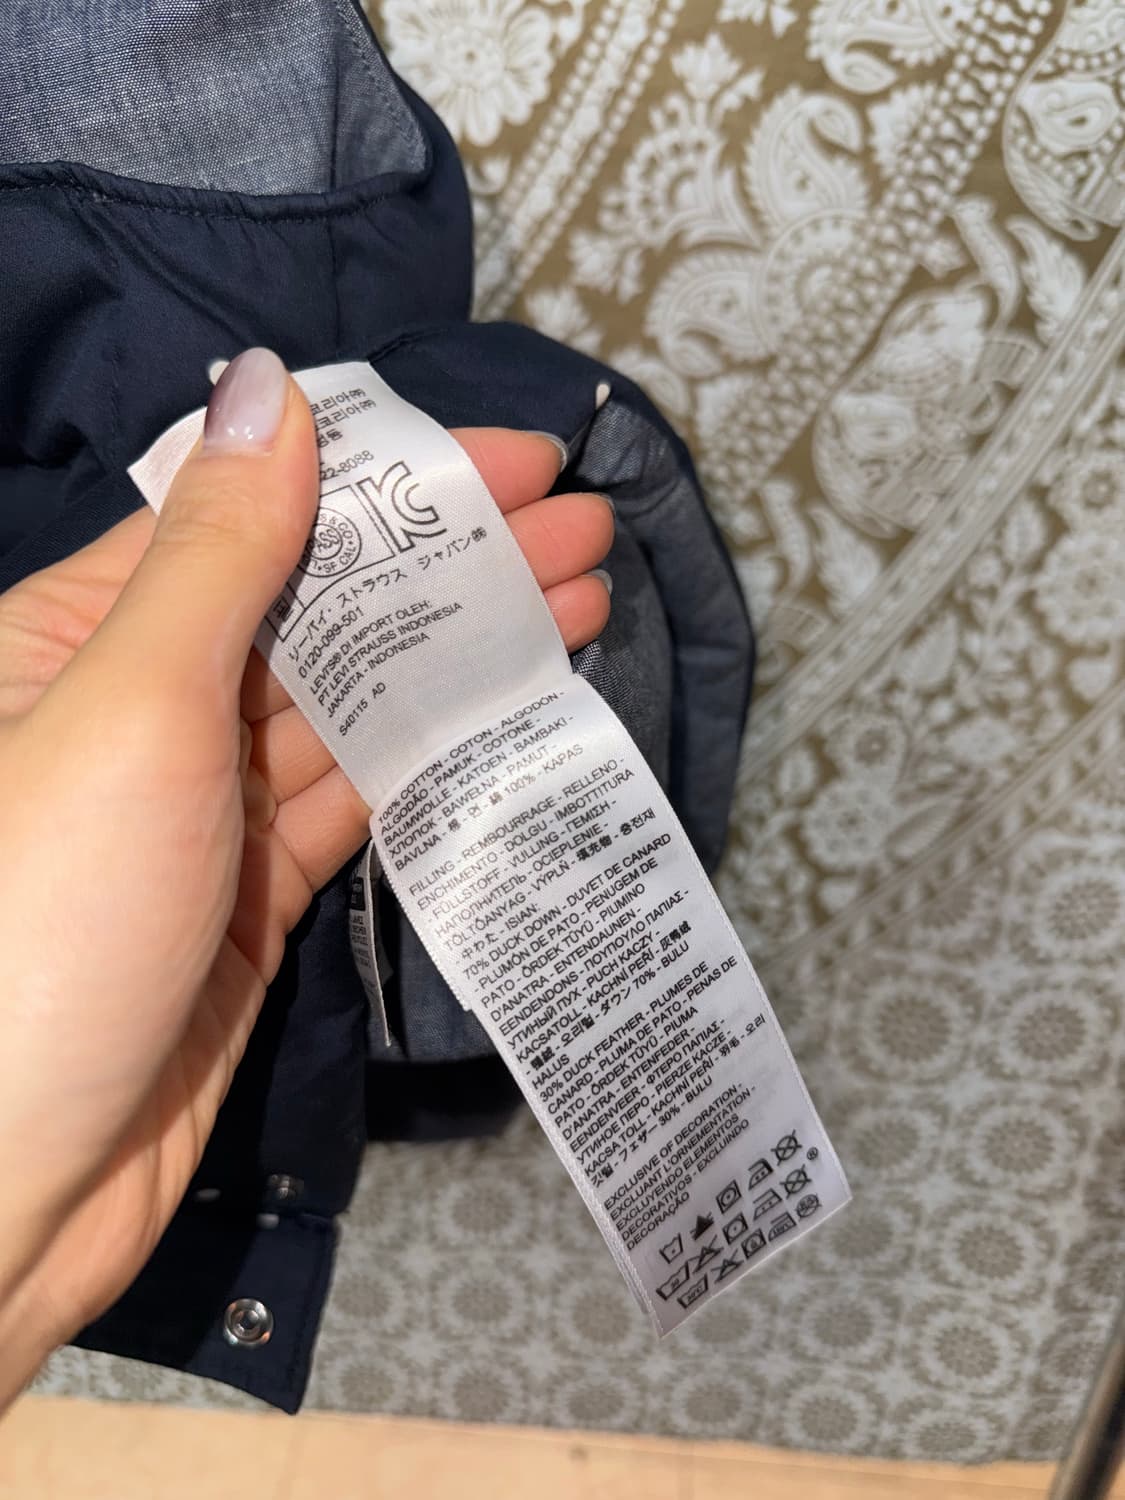 코리아㈜
코리아㈜
22-8088
リーバイ・ストラウス ジャパン㈱
0120-099-501
LEVI'S® DI IMPORT OLEH:
PT LEVI STRAUSS INDONESIA
JAKARTA - INDONESIA
S40115 AD
100% COTTON - COTON - ALGODÓN -
ALGODÃO - PAMUK - COTONE -
BAUMWOLLE - KATOEN - BAMBAKI -
ХЛОПОК - BAWEŁNA - PAMUT -
BAVLNA - 棉 - 면 - 綿 100% - KAPAS
FILLING - REMBOURRAGE - RELLENO -
ENCHIMENTO - DOLGU - IMBOTTITURA
FÜLLSTOFF - VULLING - ΓΕΜΙΣΗ -
НАПОЛНИТЕЛЬ - OCIEPLENIE -
TÖLTŐANYAG - VÝPLŇ - 填充物 - 충전재
- 中わた - ISIAN:
70% DUCK DOWN - DUVET DE CANARD
- PLUMÓN DE PATO - PENUGEM DE
PATO - ÖRDEK TÜYÜ - PIUMINO
D'ANATRA - ENTENDAUNEN -
EENDENDONS - ΠΟΥΠΟΥΛΟ ΠΑΠΙΑΣ -
УТИНЫЙ ПУХ - PUCH KACZY -
KACSATOLL - KACHNÍ PEŘÍ - 灰鸭绒
- 鴨絨 - 오리털 - ダウン 70% - BULU
HALUS
30% DUCK FEATHER - PLUMES DE
CANARD - PLUMA DE PATO - PENAS DE
PATO - ÖRDEK TÜYÜ - PIUMA
D'ANATRA - ENTENFEDER -
EENDENVEER - ΦΤΕΡΟ ΠΑΠΙΑΣ -
УТИНОЕ ПЕРО - PIERZE KACZE -
KACSA TOLL - KACHNÍ PEŘÍ - 羽毛 - 오리
깃털 - フェザー 30% - BULU
EXCLUSIVE OF DECORATION -
EXCLUANT L'ORNEMENTATION -
EXCLUYENDO ELEMENTOS
DECORATIVOS - EXCLUINDO
DECORAÇÃO